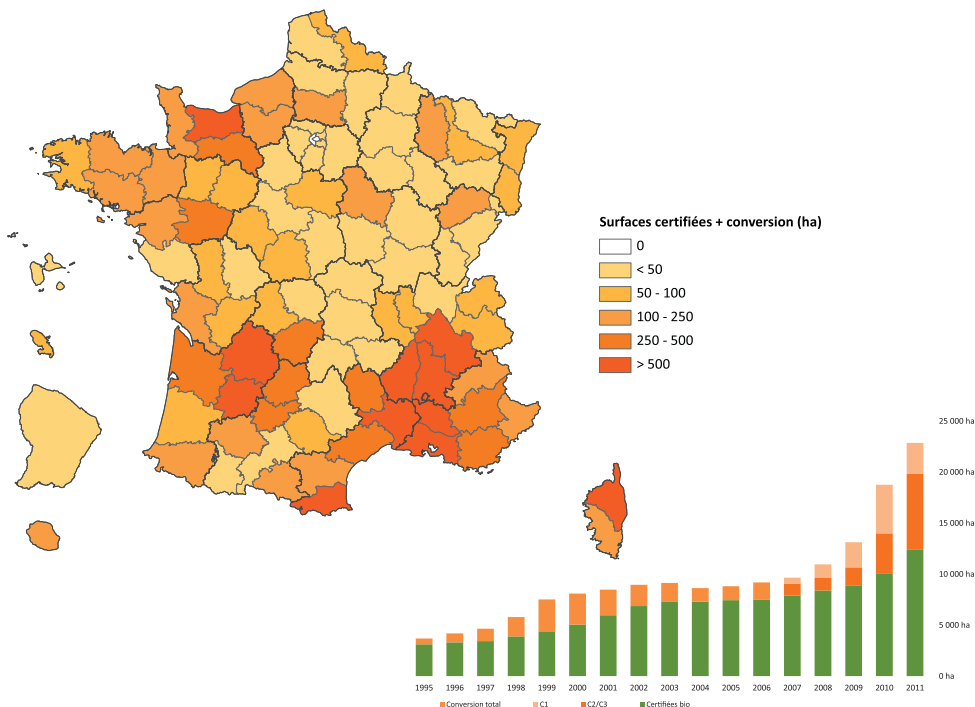 Surfaces certifiées + conversion (ha)
0
< 50
50 - 100
100 - 250
250 - 500
> 500
25 000 ha
20 000 ha
15 000 ha
10 000 ha
5 000 ha
0 ha
1995 1996 1997 1998 1999 2000 2001 2002 2003 2004 2005 2006 2007 2008 2009 2010 2011
Conversion total C1 C2/C3 Certifiées bio